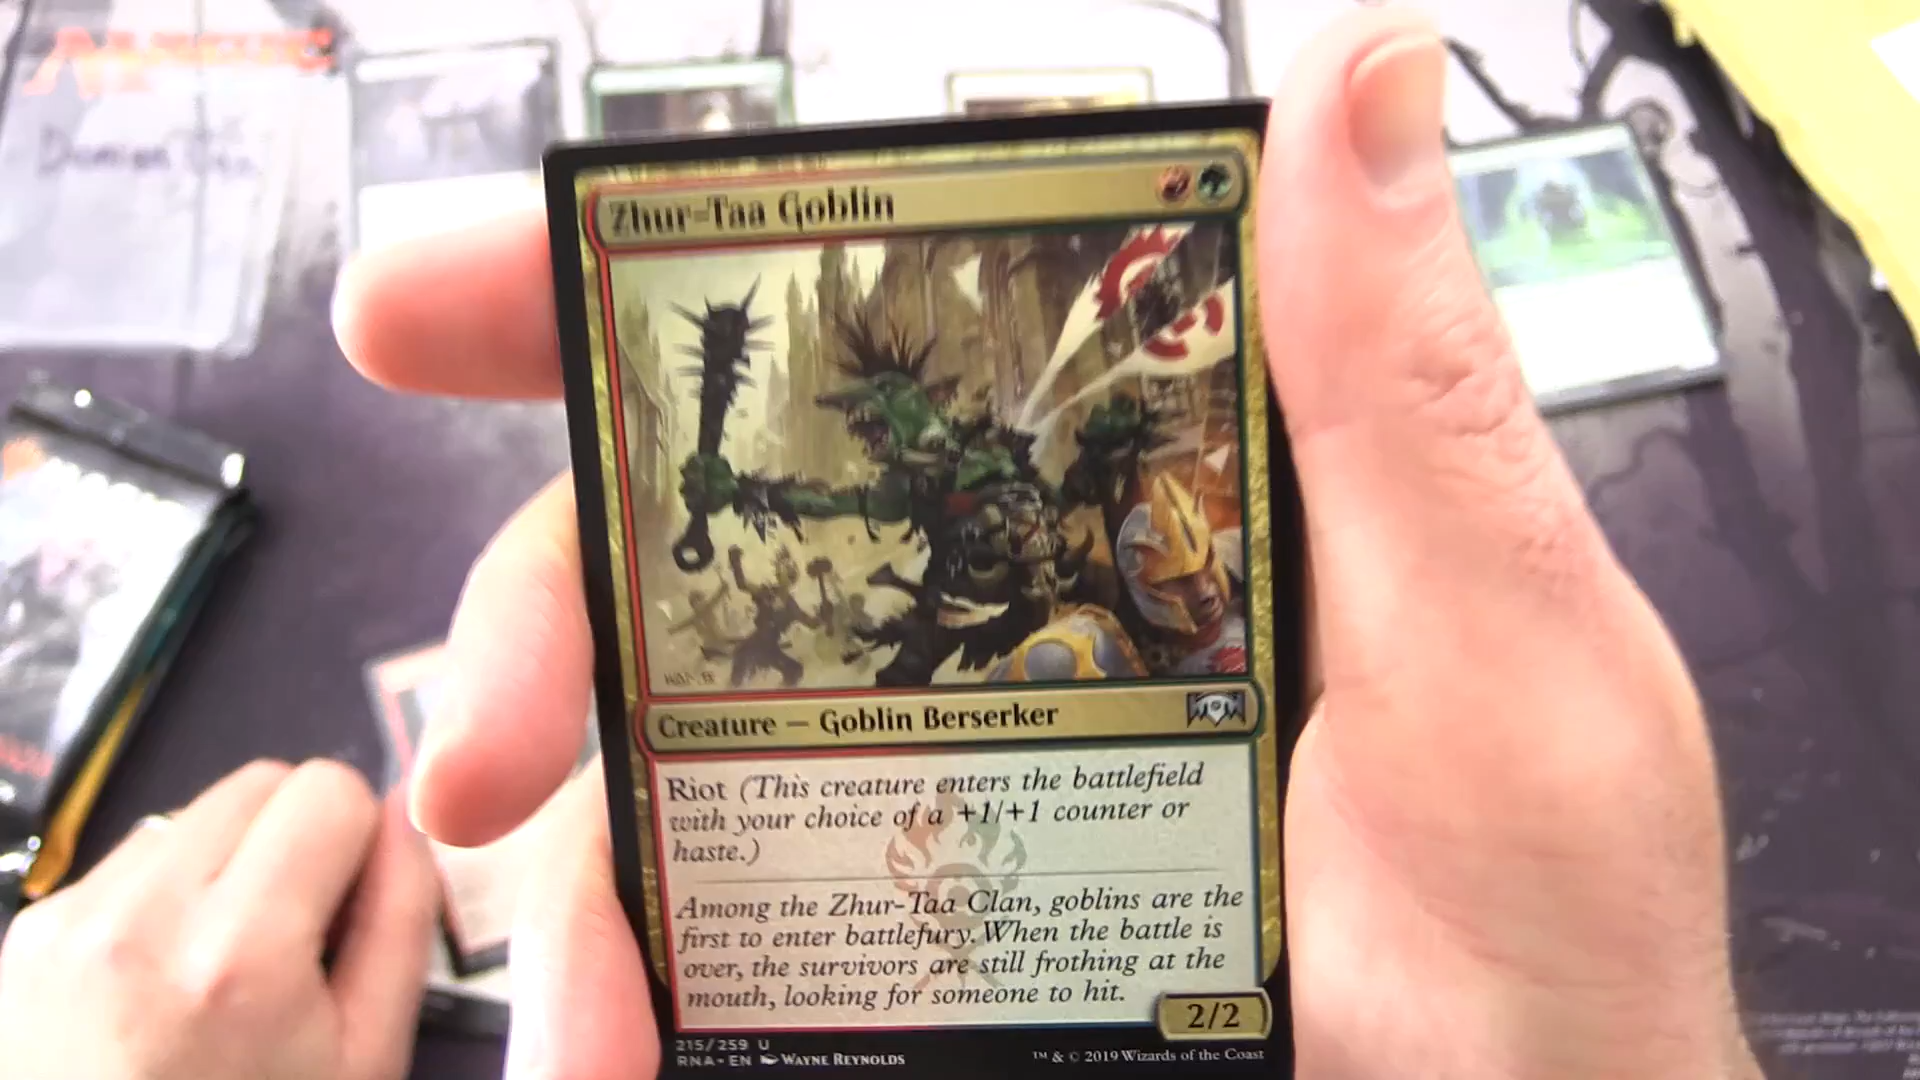 Zhur-Taa Goblin
Creature — Goblin Berserker
Riot (This creature enters the battlefield
with your choice of a +1/+1 counter or
haste.)
Among the Zhur-Taa Clan, goblins are the
first to enter battlefury. When the battle is
over, the survivors are still frothing at the
mouth, looking for someone to hit.
2/2
215/259 U
RNA • EN Wayne Reynolds
™ & © 2019 Wizards of the Coast